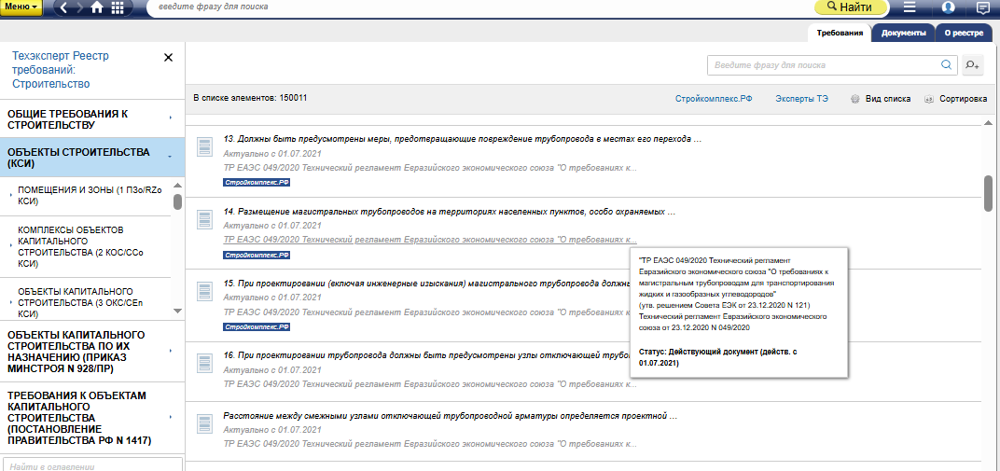 Меню
введите фразу для поиска
Найти
Требования
Документы
О реестре
Техэксперт Реестр
требований:
Строительство
ОБЩИЕ ТРЕБОВАНИЯ К
СТРОИТЕЛЬСТВУ
ОБЪЕКТЫ СТРОИТЕЛЬСТВА
(КСИ)
ПОМЕЩЕНИЯ И ЗОНЫ (1 ПЗо/RZo
КСИ)
КОМПЛЕКСЫ ОБЪЕКТОВ
КАПИТАЛЬНОГО
СТРОИТЕЛЬСТВА (2 КОС/CCo
КСИ)
ОБЪЕКТЫ КАПИТАЛЬНОГО
СТРОИТЕЛЬСТВА (3 ОКС/CEn
КСИ)
ОБЪЕКТЫ КАПИТАЛЬНОГО
СТРОИТЕЛЬСТВА ПО ИХ
НАЗНАЧЕНИЮ (ПРИКАЗ
МИНСТРОЯ N 928/ПР)
ТРЕБОВАНИЯ К ОБЪЕКТАМ
КАПИТАЛЬНОГО
СТРОИТЕЛЬСТВА
(ПОСТАНОВЛЕНИЕ
ПРАВИТЕЛЬСТВА РФ N 1417)
Найти в оглавлении
Введите фразу для поиска
В списке элементов: 150011
Стройкомплекс.РФ
Эксперты ТЭ
Вид списка
Сортировка
13. Должны быть предусмотрены меры, предотвращающие повреждение трубопровода в местах его перехода ...
Актуально с 01.07.2021
ТР ЕАЭС 049/2020 Технический регламент Евразийского экономического союза "О требованиях к...
Стройкомплекс.РФ
14. Размещение магистральных трубопроводов на территориях населенных пунктов, особо охраняемых ...
Актуально с 01.07.2021
ТР ЕАЭС 049/2020 Технический регламент Евразийского экономического союза "О требованиях к...
Стройкомплекс.РФ
15. При проектировании (включая инженерные изыскания) магистрального трубопровода
Актуально с 01.07.2021
ТР ЕАЭС 049/2020 Технический регламент Евразийского экономического союза "О требованиях к...
Стройкомплекс.РФ
16. При проектировании трубопровода должны быть предусмотрены узлы отключающей
Актуально с 01.07.2021
ТР ЕАЭС 049/2020 Технический регламент Евразийского экономического союза "О требованиях к...
Расстояние между смежными узлами отключающей трубопроводной арматуры определяется проектной ...
Актуально с 01.07.2021
ТР ЕАЭС 049/2020 Технический регламент Евразийского экономического союза "О требованиях к...
"ТР ЕАЭС 049/2020 Технический регламент
Евразийского экономического союза "О требованиях к
магистральным трубопроводам для транспортирования
жидких и газообразных углеводородов"
(утв. решением Совета ЕЭК от 23.12.2020 N 121)
Технический регламент Евразийского экономического
союза от 23.12.2020 N 049/2020
Статус: Действующий документ (действ. с
01.07.2021)